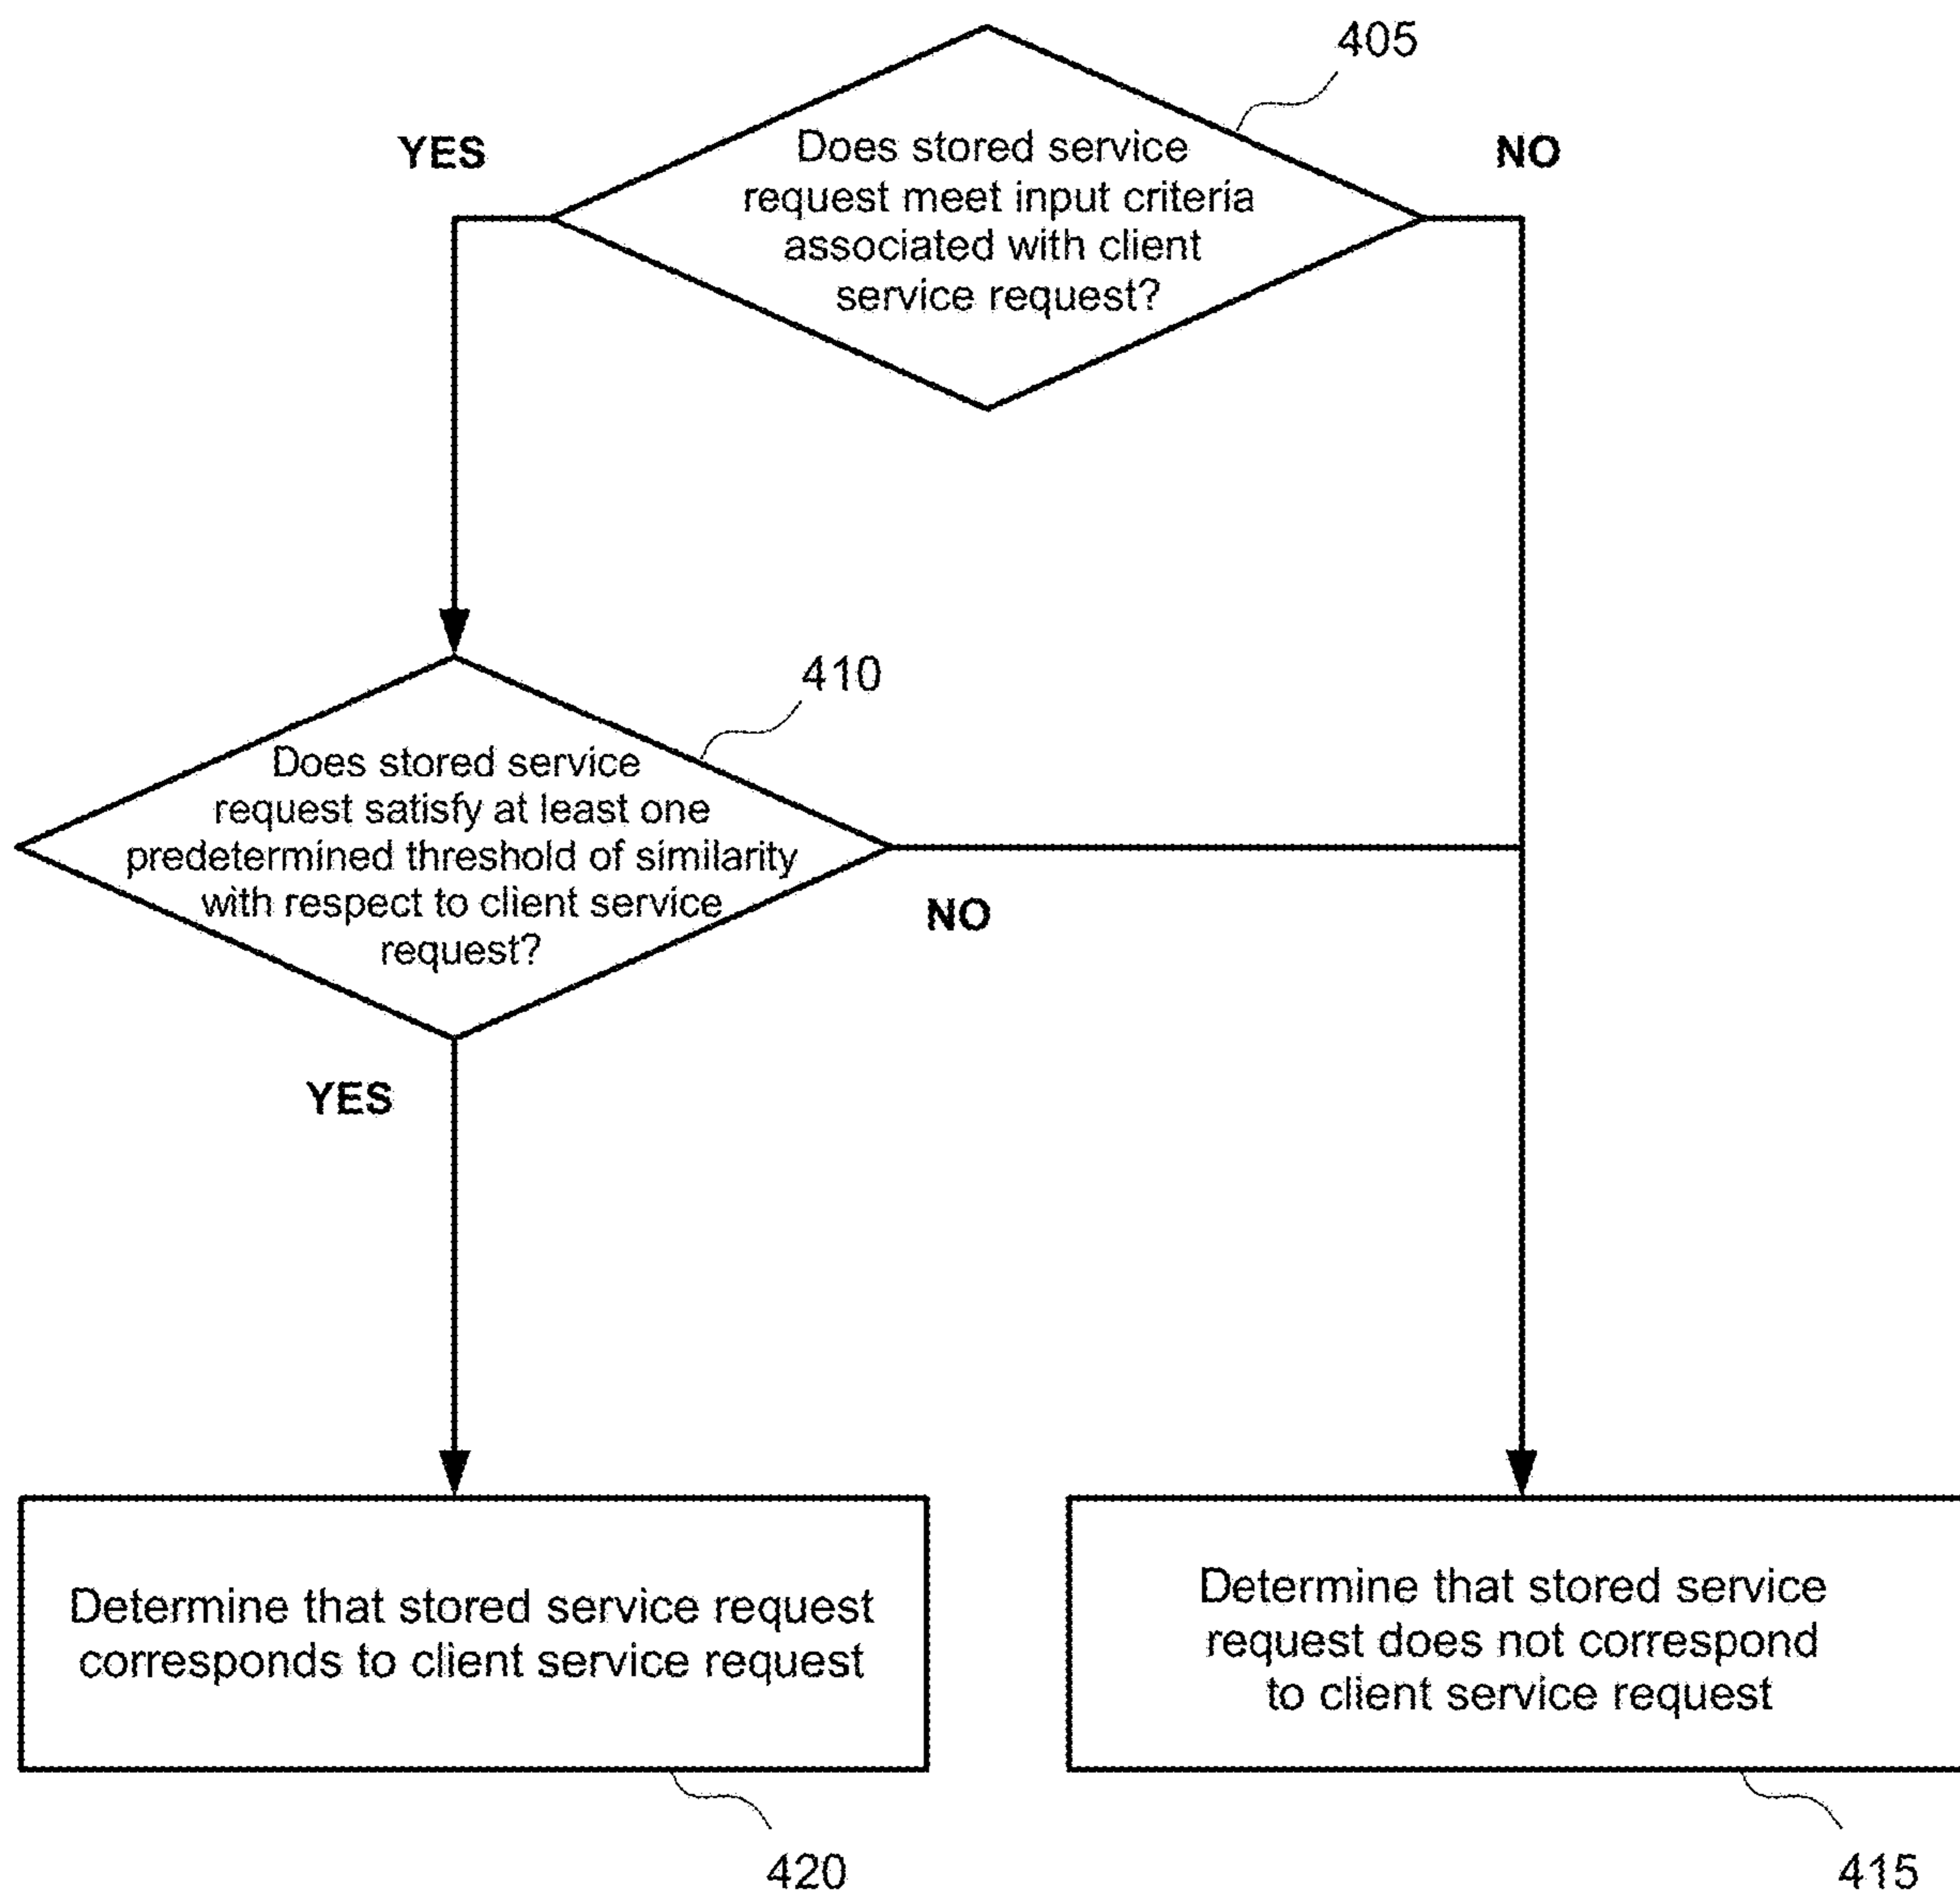 405
YES
NO
Does stored service
request meet input criteria
associated with client
service request?
410
Does stored service
request satisfy at least one
predetermined threshold of similarity
with respect to client service
request?
NO
YES
Determine that stored service request
corresponds to client service request
Determine that stored service
request does not correspond
to client service request
420
415